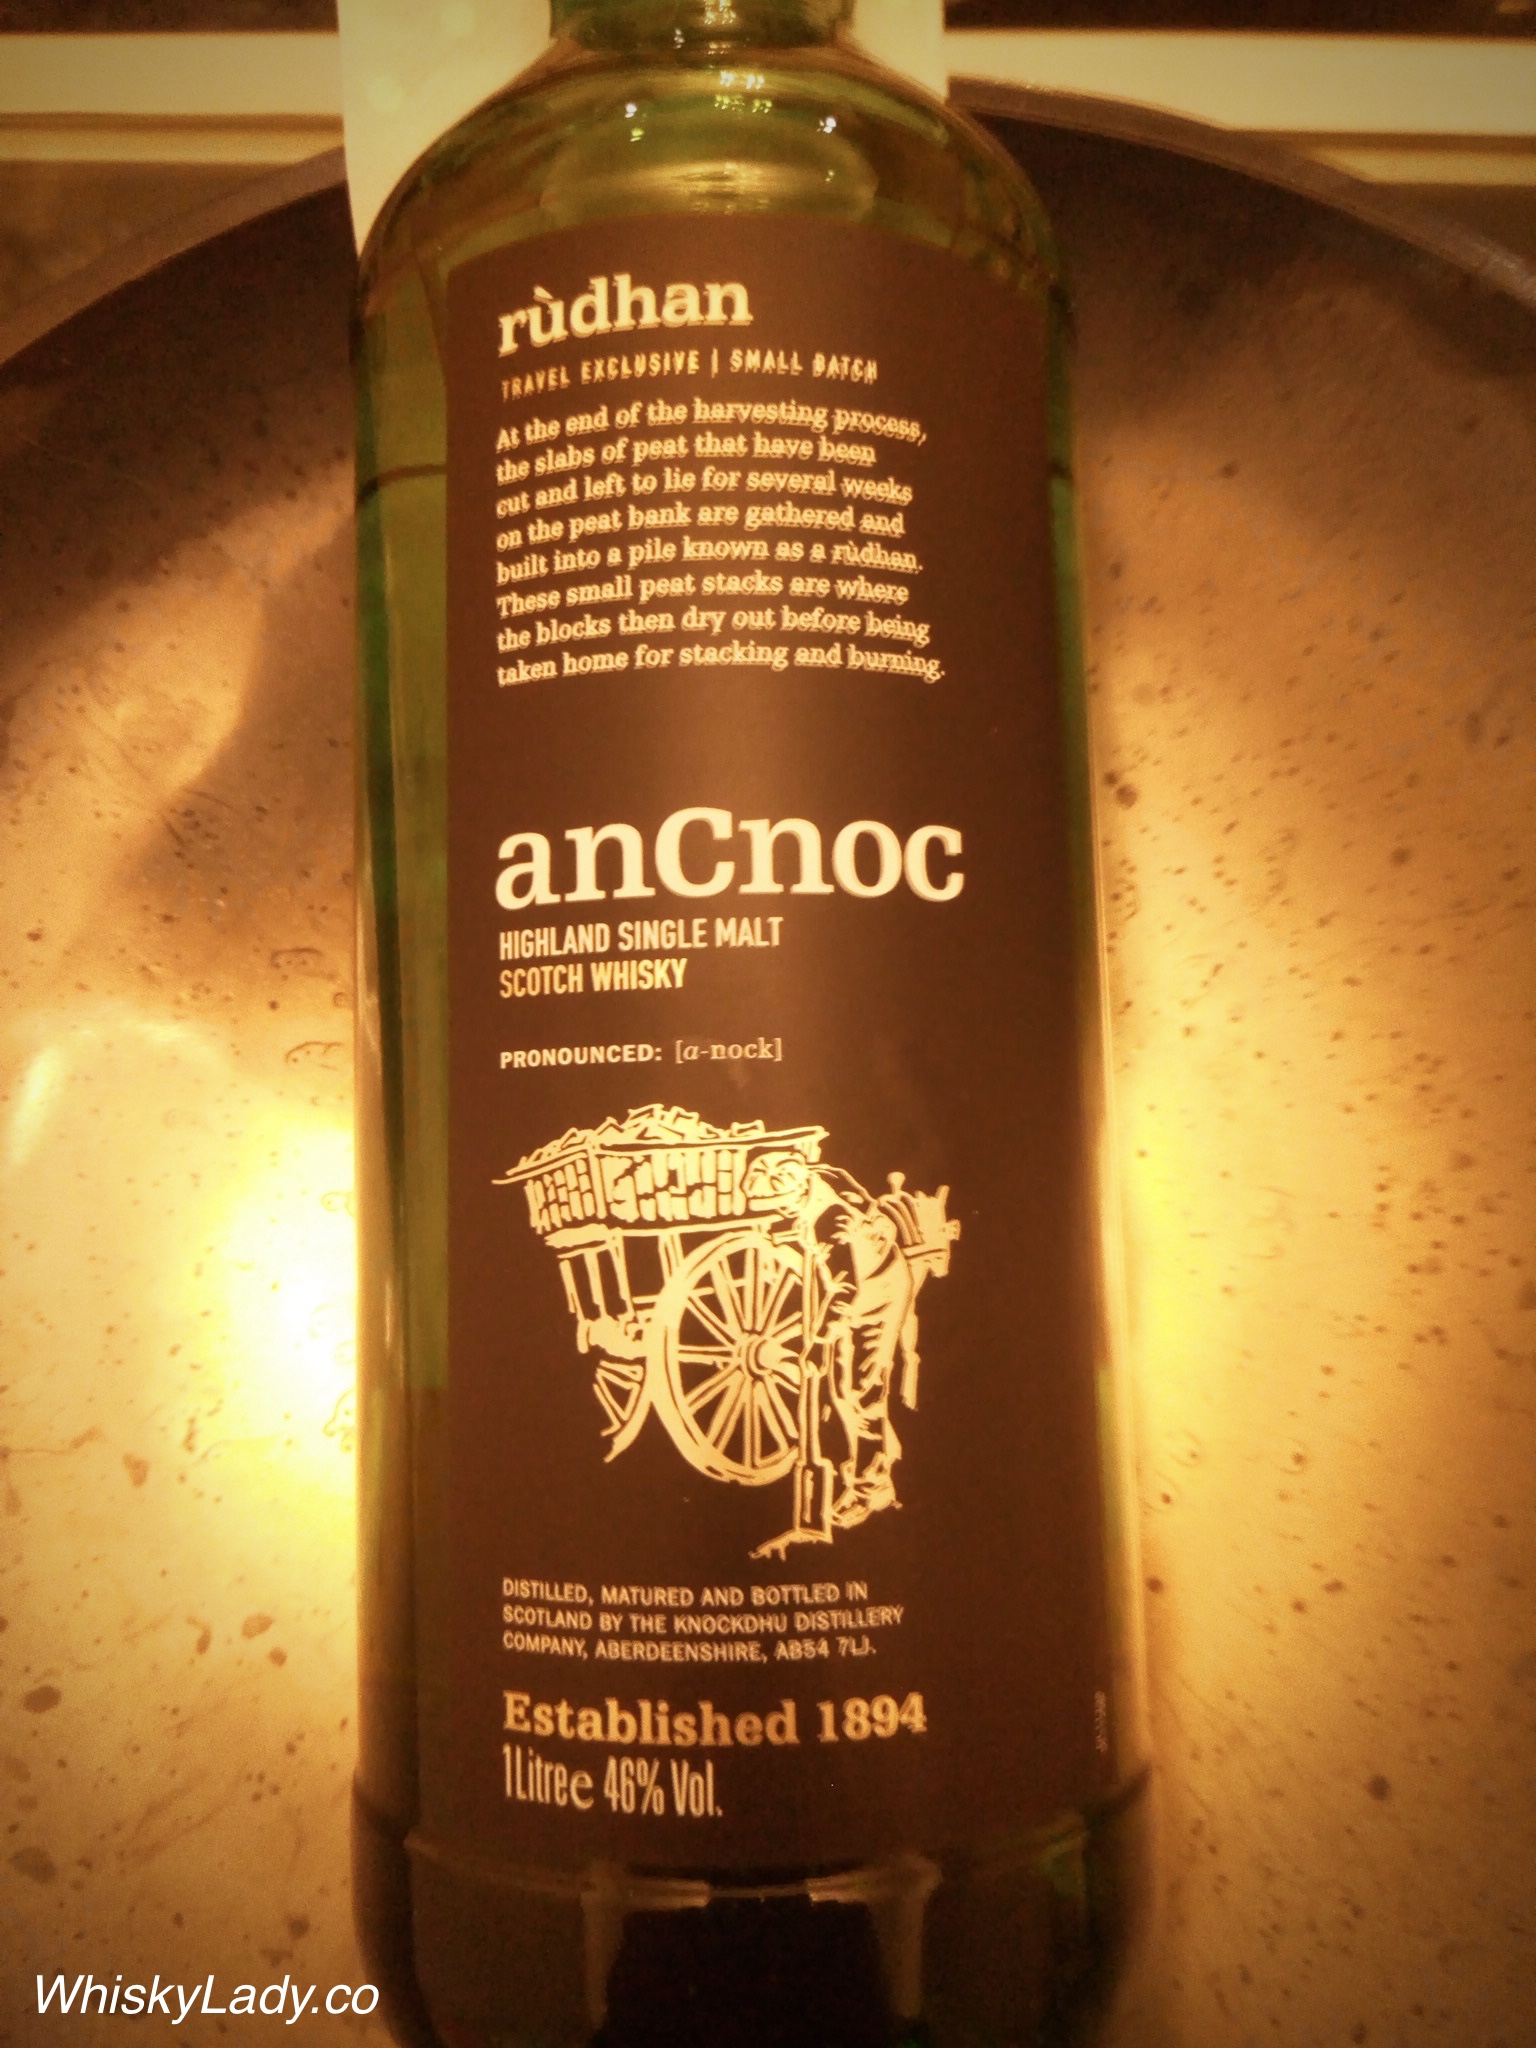 rùdhan
TRAVEL EXCLUSIVE | SMALL BATCH
At the end of the harvesting process,
the slabs of peat that have been
cut and left to lie for several weeks
on the peat bank are gathered and
built into a pile known as a rùdhan.
These small peat stacks are where
the blocks then dry out before being
taken home for stacking and burning.
anCnoc
HIGHLAND SINGLE MALT
SCOTCH WHISKY
PRONOUNCED: [a-nock]
DISTILLED, MATURED AND BOTTLED IN
SCOTLAND BY THE KNOCKDHU DISTILLERY
COMPANY, ABERDEENSHIRE, AB54 7LJ.
Established 1894
1Litre℮ 46% Vol.
WhiskyLady.co